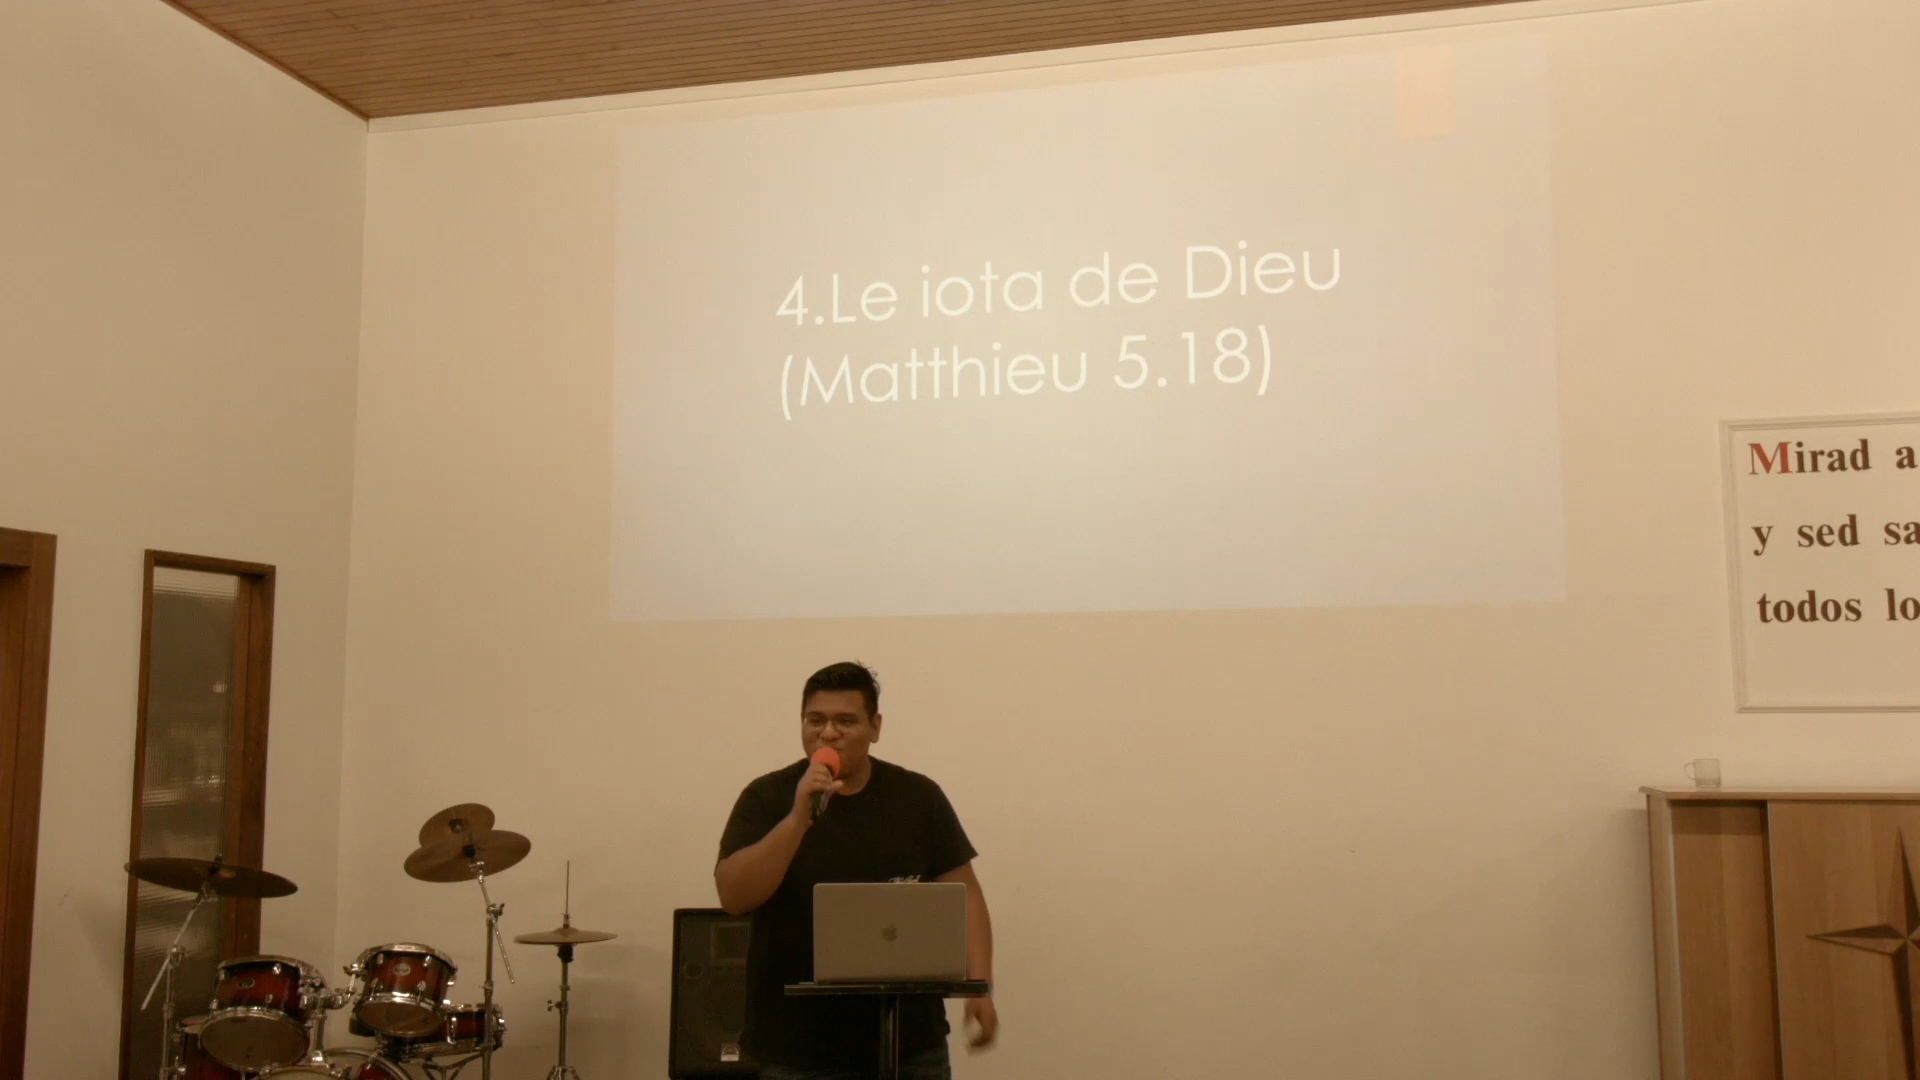 4.Le iota de Dieu
(Matthieu 5.18)
Mirad a
y sed sa
todos lo